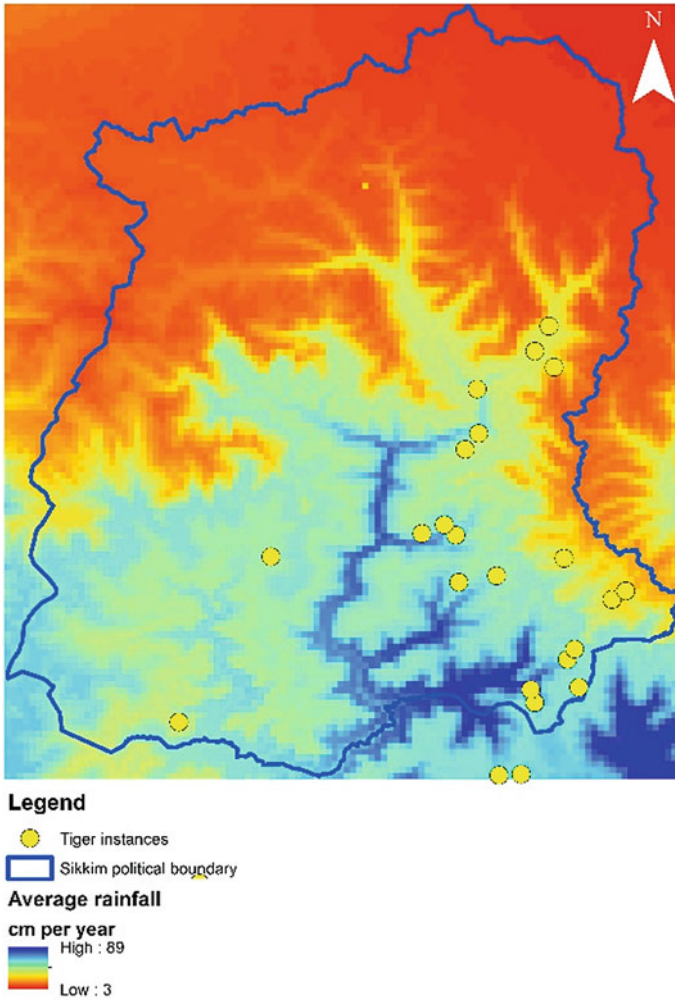 N
Legend
Tiger instances
Sikkim political boundary
Average rainfall
cm per year
High : 89
Low : 3